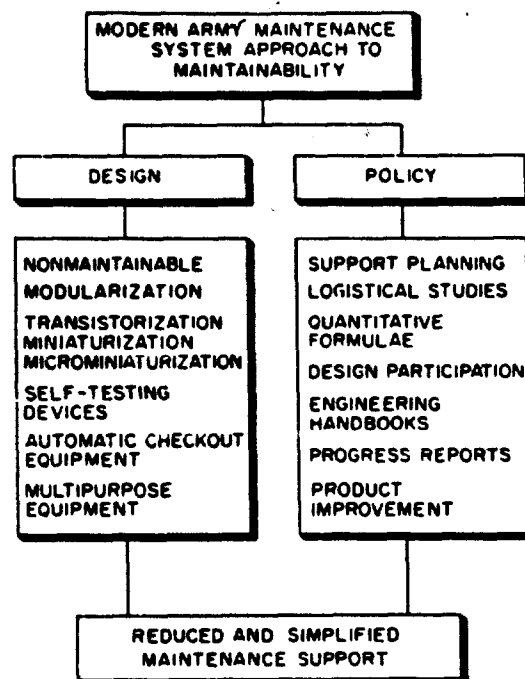 MODERN ARMY MAINTENANCE
SYSTEM APPROACH TO
MAINTAINABILITY
DESIGN
POLICY
NONMAINTAINABLE
MODULARIZATION
TRANSISTORIZATION
MINIATURIZATION
MICROMINIATURIZATION
SELF-TESTING
DEVICES
AUTOMATIC CHECKOUT
EQUIPMENT
MULTIPURPOSE
EQUIPMENT
SUPPORT PLANNING
LOGISTICAL STUDIES
QUANTITATIVE
FORMULAE
DESIGN PARTICIPATION
ENGINEERING
HANDBOOKS
PROGRESS REPORTS
PRODUCT
IMPROVEMENT
REDUCED AND SIMPLIFIED
MAINTENANCE SUPPORT